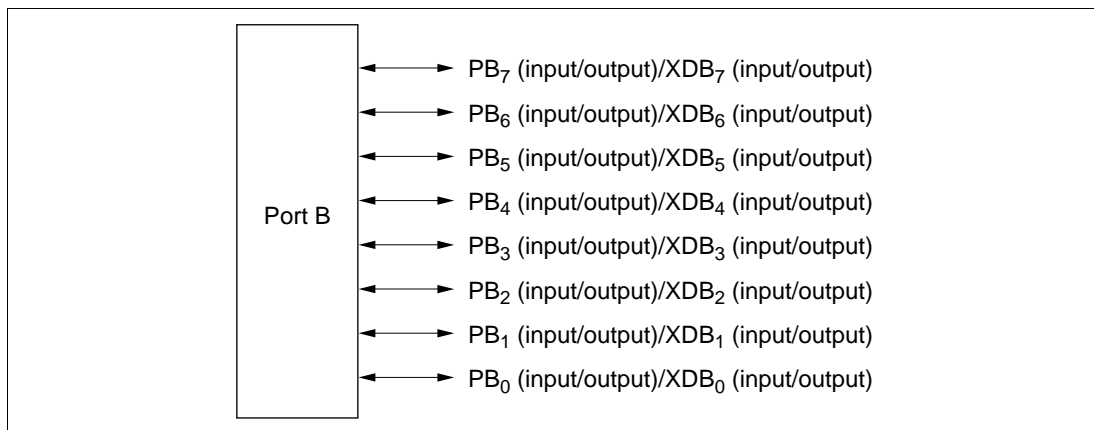 Port B
PB₇ (input/output)/XDB₇ (input/output)
PB₆ (input/output)/XDB₆ (input/output)
PB₅ (input/output)/XDB₅ (input/output)
PB₄ (input/output)/XDB₄ (input/output)
PB₃ (input/output)/XDB₃ (input/output)
PB₂ (input/output)/XDB₂ (input/output)
PB₁ (input/output)/XDB₁ (input/output)
PB₀ (input/output)/XDB₀ (input/output)